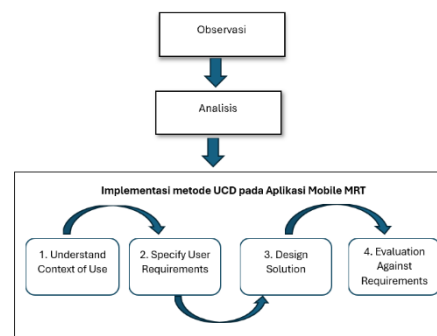 Observasi
Analisis
Implementasi metode UCD pada Aplikasi Mobile MRT
1. Understand
Context of Use
2. Specify User
Requirements
3. Design
Solution
4. Evaluation
Against
Requirements